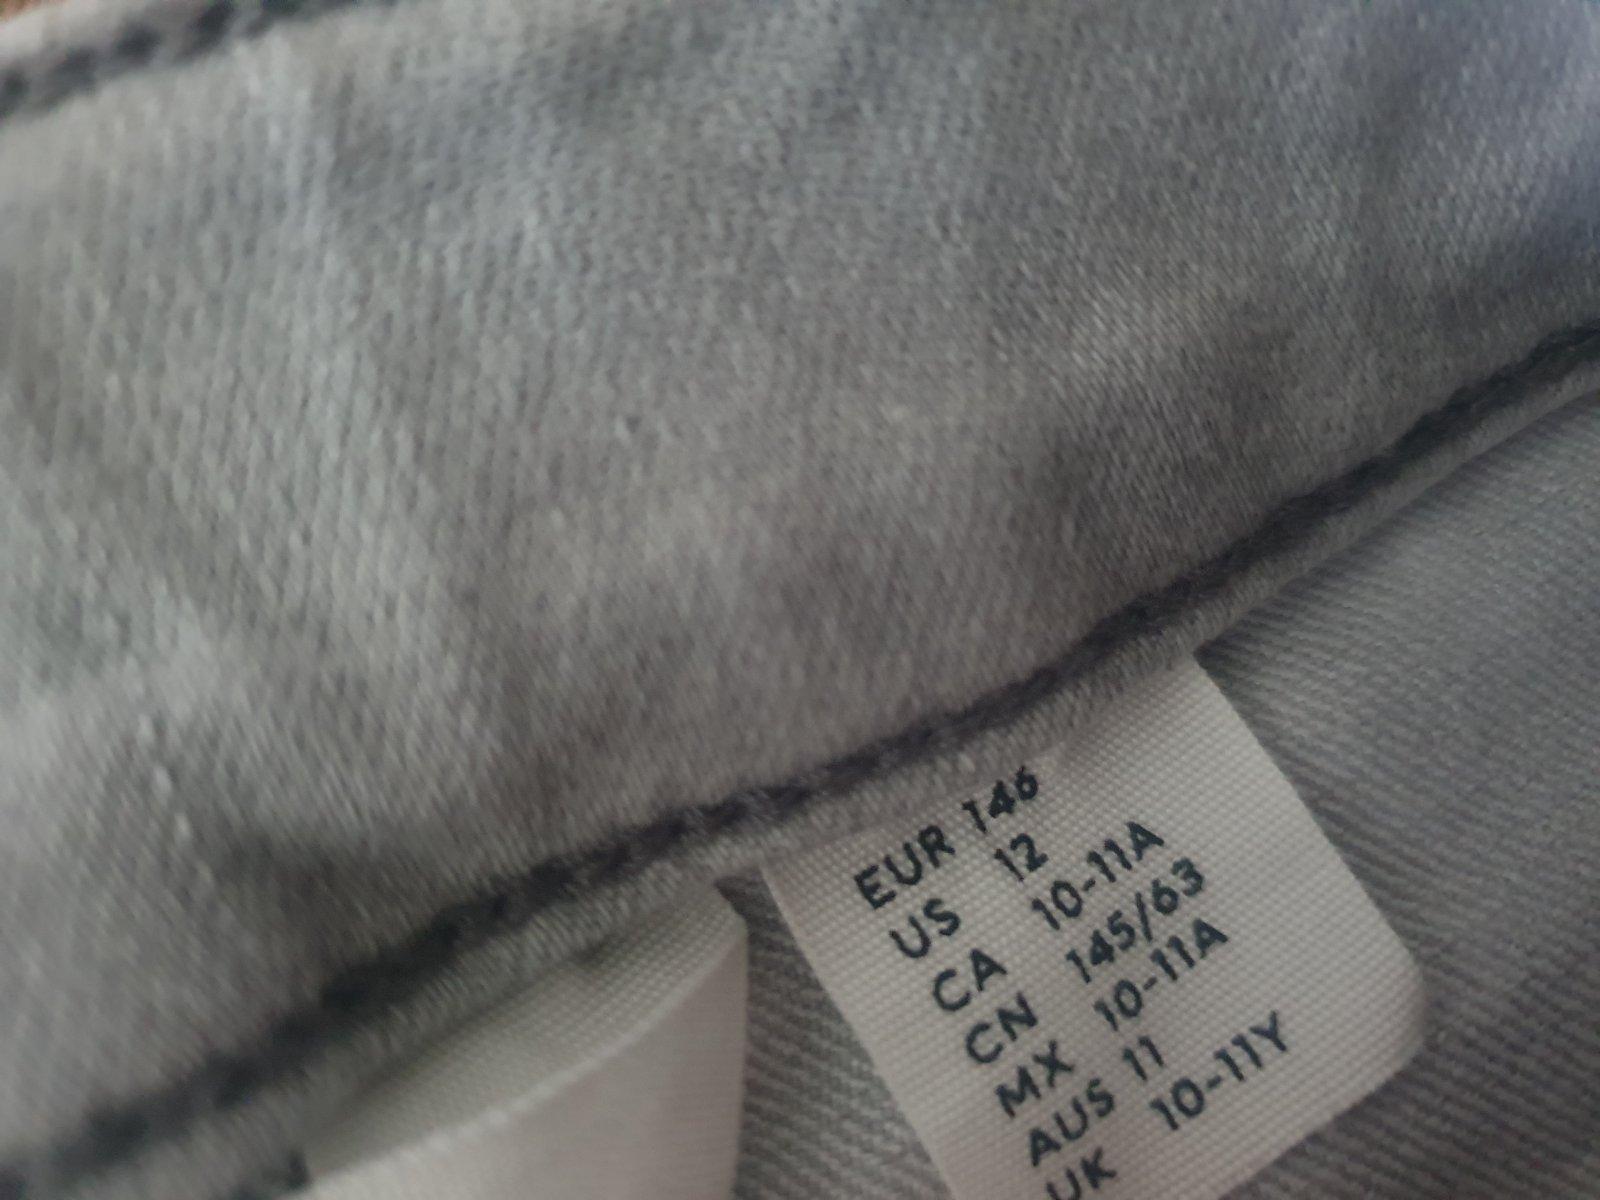 EUR 146
US 12
CA 10-11A
CN 145/63
MX 10-11A
AUS 11
UK 10-11Y